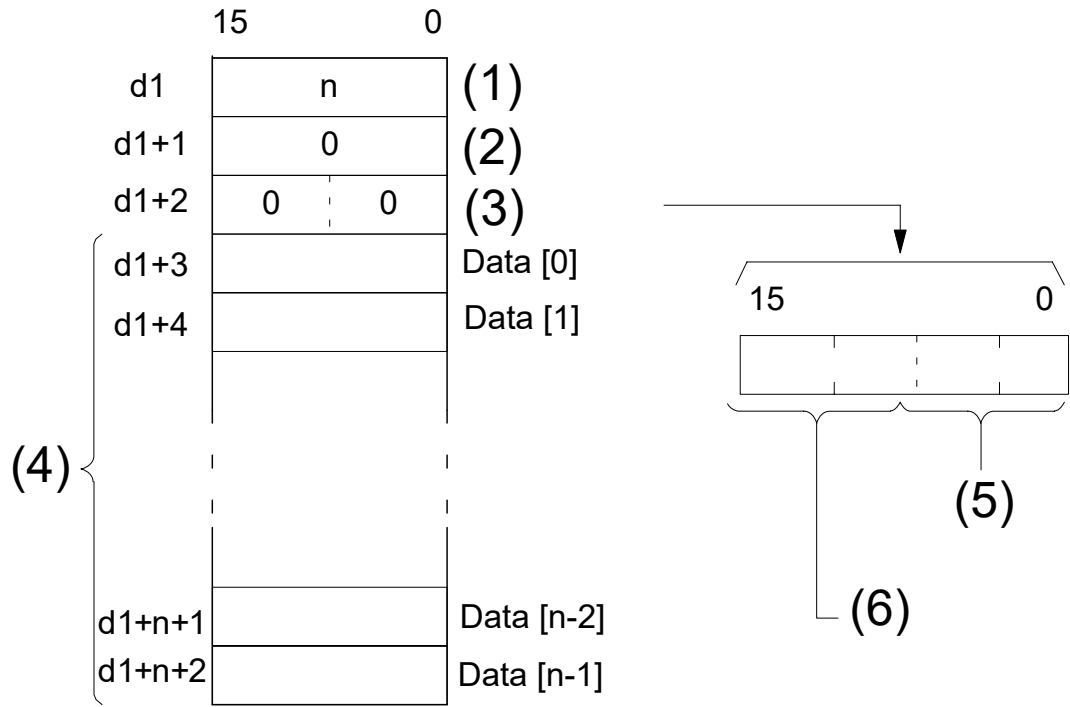 15 0
d1 n (1)
d1+1 0 (2)
d1+2 0 0 (3)
d1+3 Data [0]
d1+4 Data [1]
(4)
d1+n+1 Data [n-2]
d1+n+2 Data [n-1]
15 0
(5)
(6)